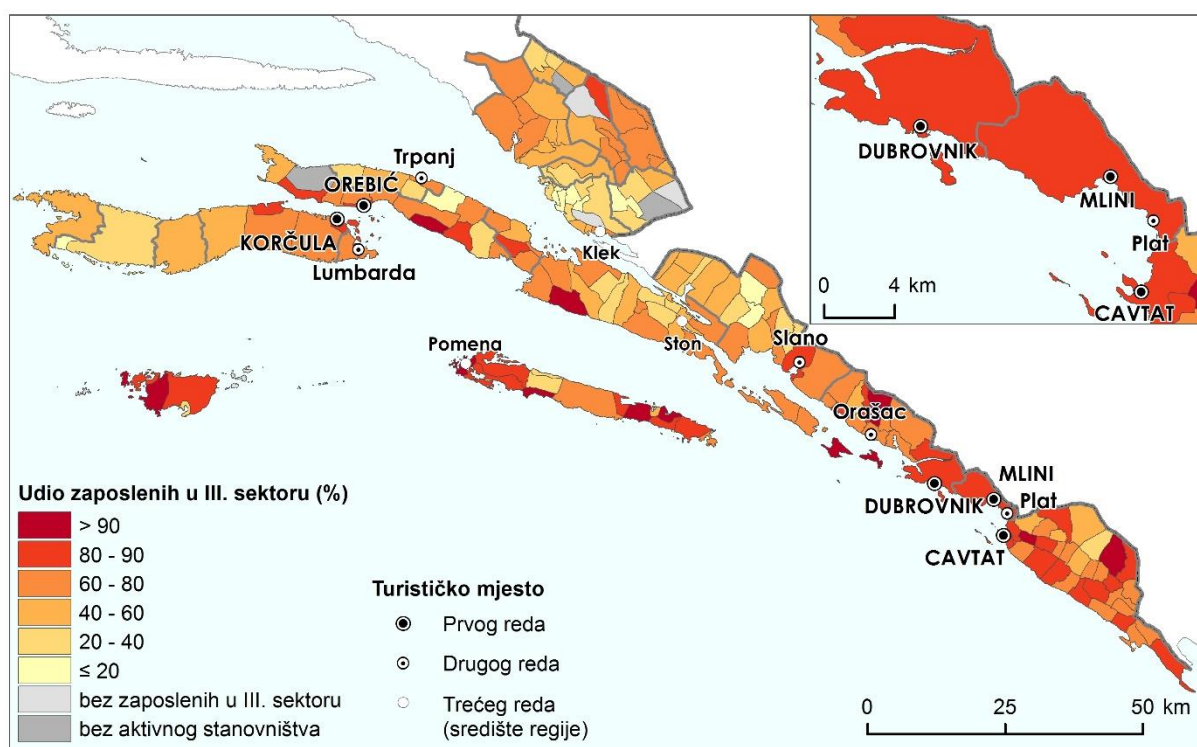 Trpanj
OREBIĆ
KORČULA
Lumbarda
Klek
Pomena
Ston
Slano
Orašac
DUBROVNIK
MLINI
Plat
CAVTAT
DUBROVNIK
MLINI
Plat
CAVTAT
0 4 km
Udio zaposlenih u III. sektoru (%)
> 90
80 - 90
60 - 80
40 - 60
20 - 40
≤ 20
bez zaposlenih u III. sektoru
bez aktivnog stanovništva
Turističko mjesto
Prvog reda
Drugog reda
Trećeg reda
(središte regije)
0 25 50 km